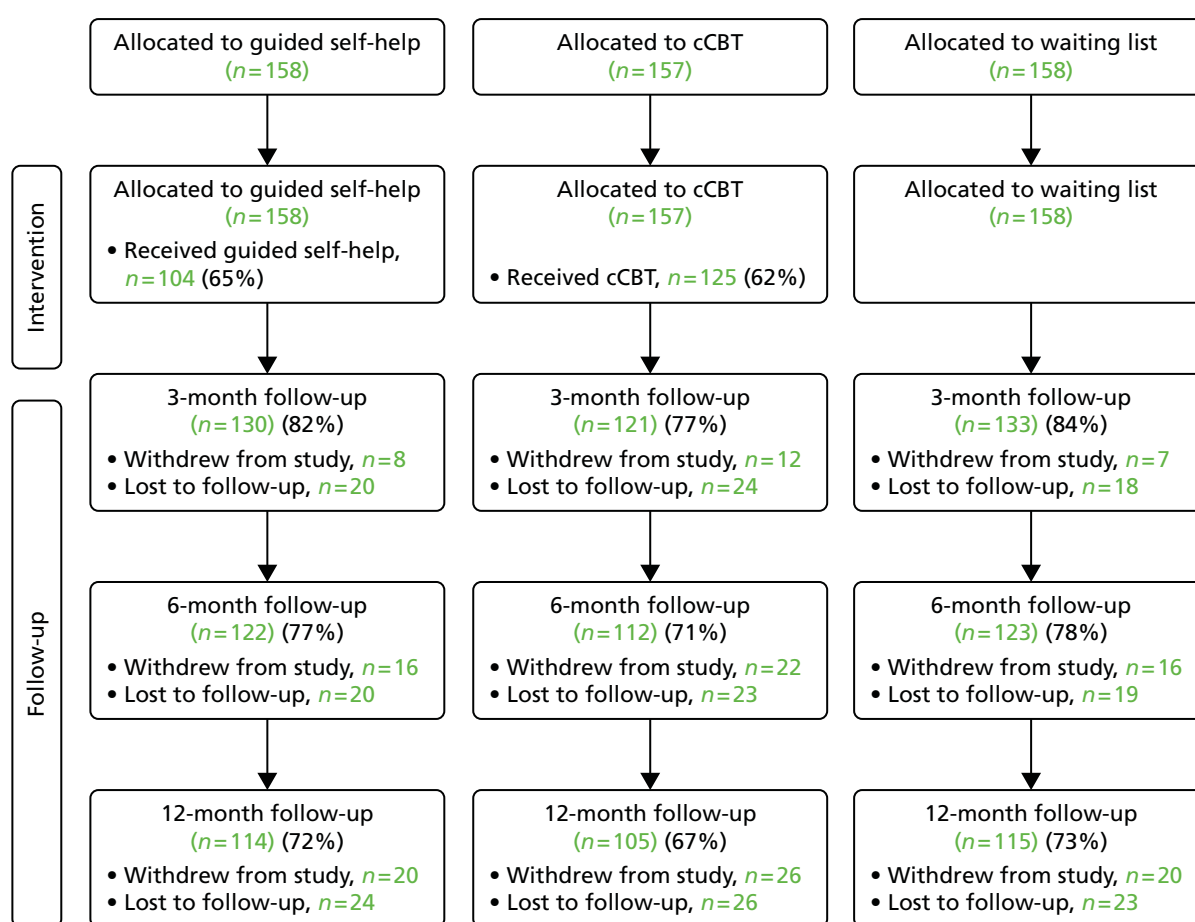 Allocated to guided self-help
(n=158)
Allocated to cCBT
(n=157)
Allocated to waiting list
(n=158)
Intervention
Allocated to guided self-help
(n=158)
• Received guided self-help,
n=104 (65%)
Allocated to cCBT
(n=157)
• Received cCBT, n=125 (62%)
Allocated to waiting list
(n=158)
Follow-up
3-month follow-up
(n=130) (82%)
• Withdrew from study, n=8
• Lost to follow-up, n=20
3-month follow-up
(n=121) (77%)
• Withdrew from study, n=12
• Lost to follow-up, n=24
3-month follow-up
(n=133) (84%)
• Withdrew from study, n=7
• Lost to follow-up, n=18
6-month follow-up
(n=122) (77%)
• Withdrew from study, n=16
• Lost to follow-up, n=20
6-month follow-up
(n=112) (71%)
• Withdrew from study, n=22
• Lost to follow-up, n=23
6-month follow-up
(n=123) (78%)
• Withdrew from study, n=16
• Lost to follow-up, n=19
12-month follow-up
(n=114) (72%)
• Withdrew from study, n=20
• Lost to follow-up, n=24
12-month follow-up
(n=105) (67%)
• Withdrew from study, n=26
• Lost to follow-up, n=26
12-month follow-up
(n=115) (73%)
• Withdrew from study, n=20
• Lost to follow-up, n=23